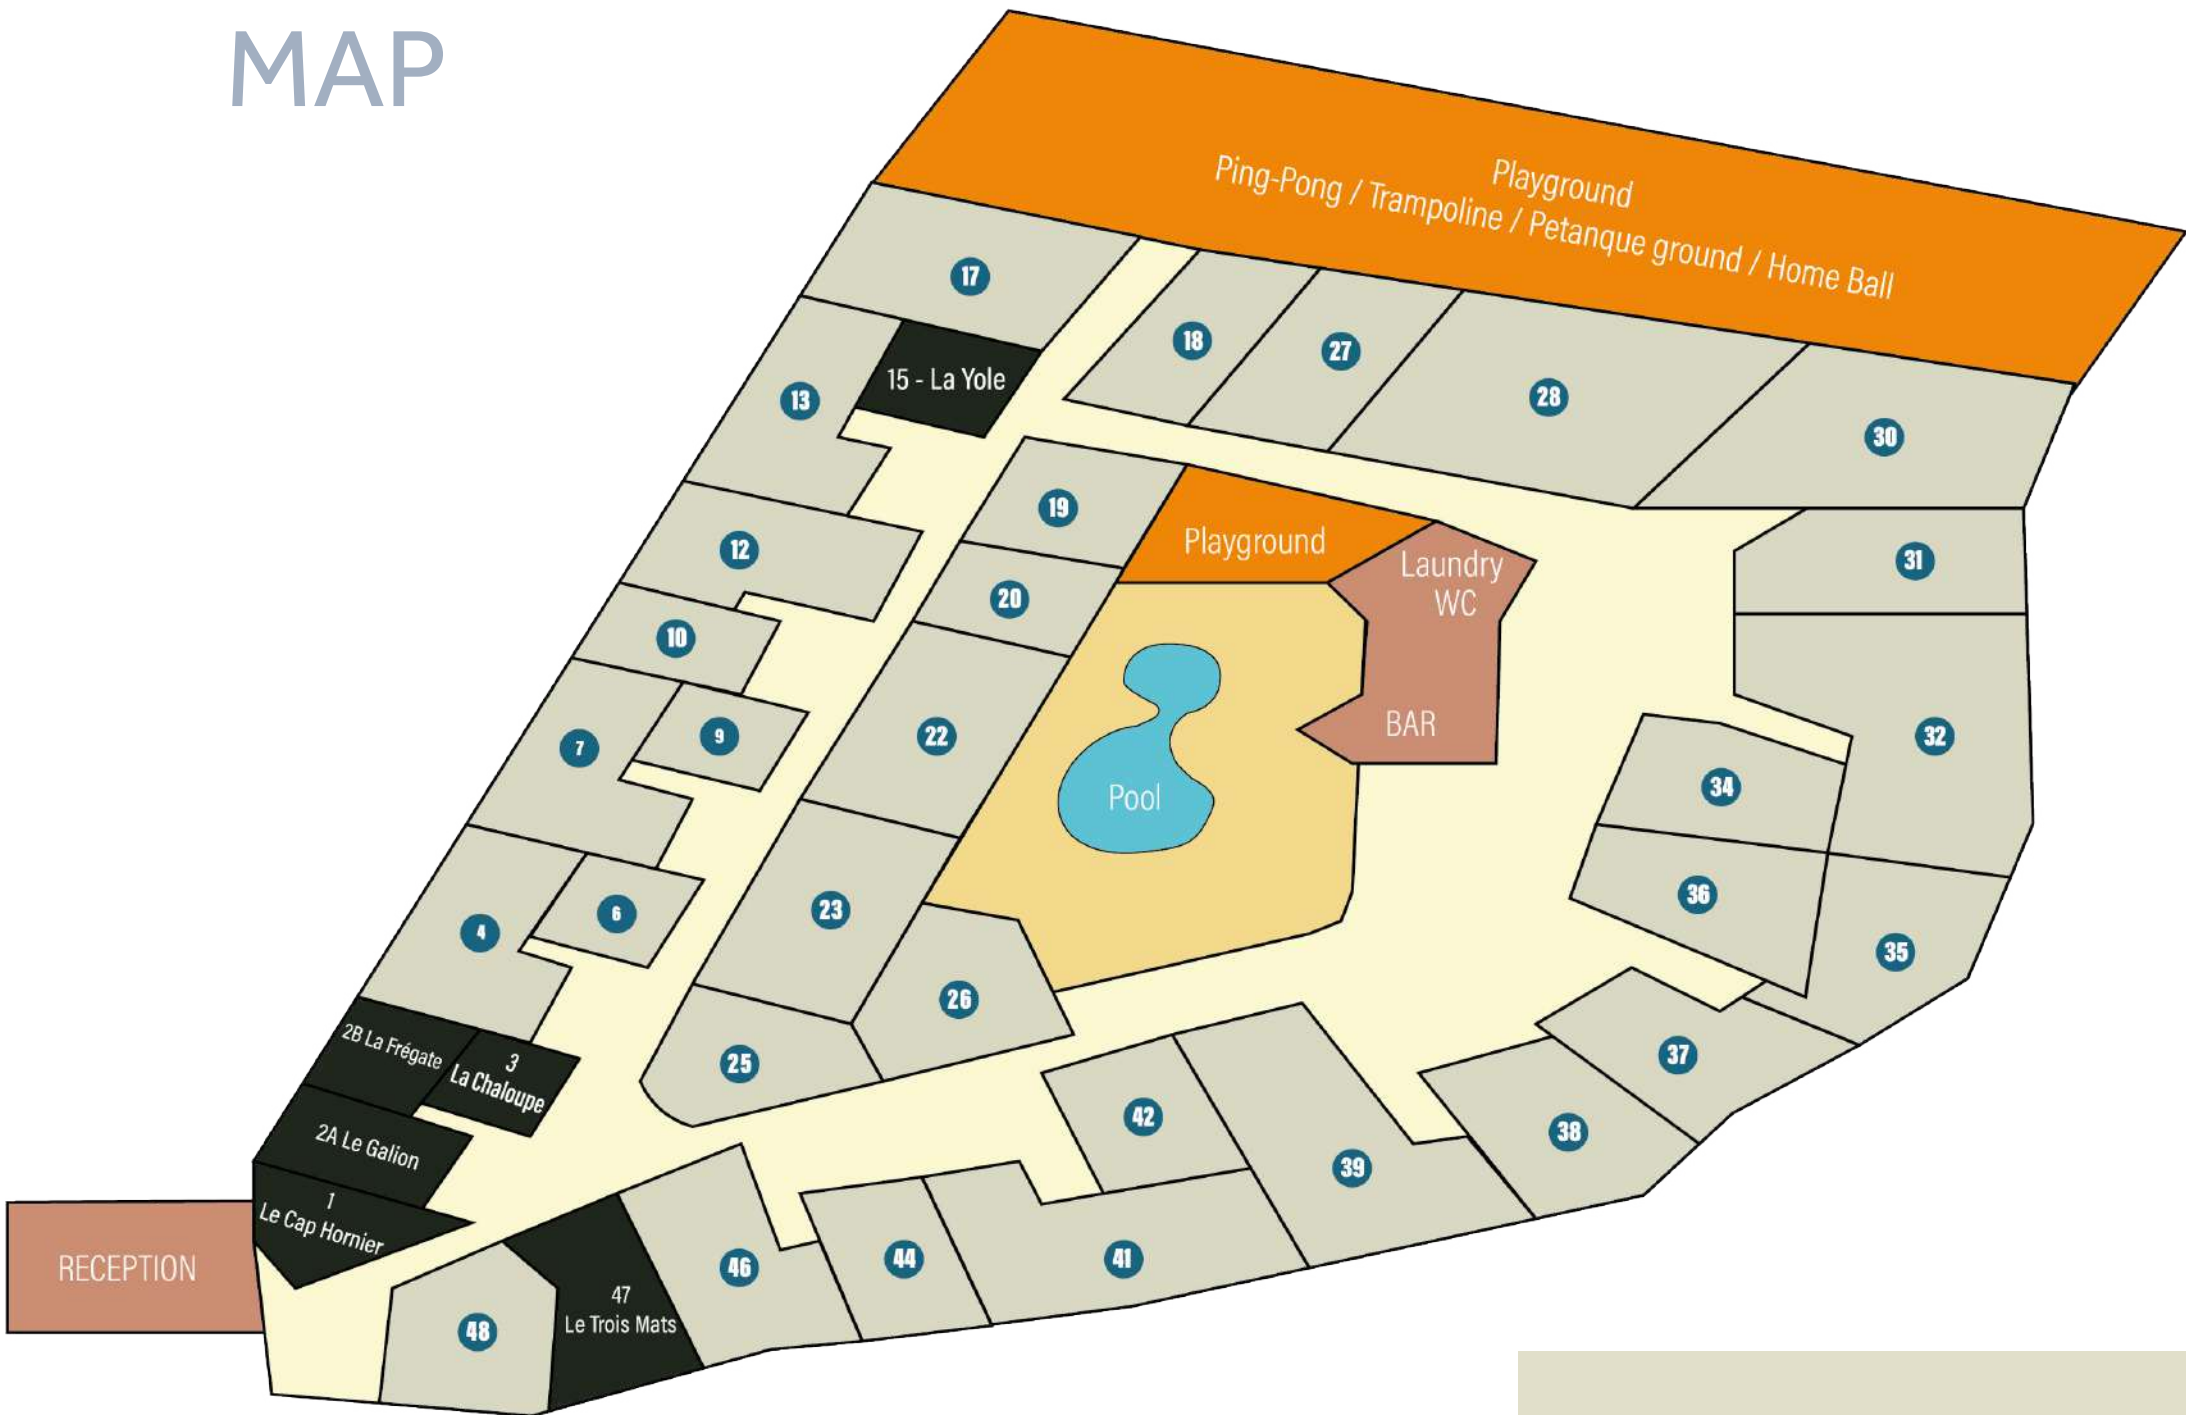 MAP
Playground
Ping-Pong / Trampoline / Petanque ground / Home Ball
17
18
27
28
30
15 - La Yole
13
19
Playground
Laundry
WC
31
12
20
10
9
7
22
BAR
32
Pool
34
36
6
4
23
35
26
2B La Frégate
3
La Chaloupe
25
37
42
38
2A Le Galion
39
1
Le Cap Hornier
RECEPTION
46
44
41
47
Le Trois Mats
48